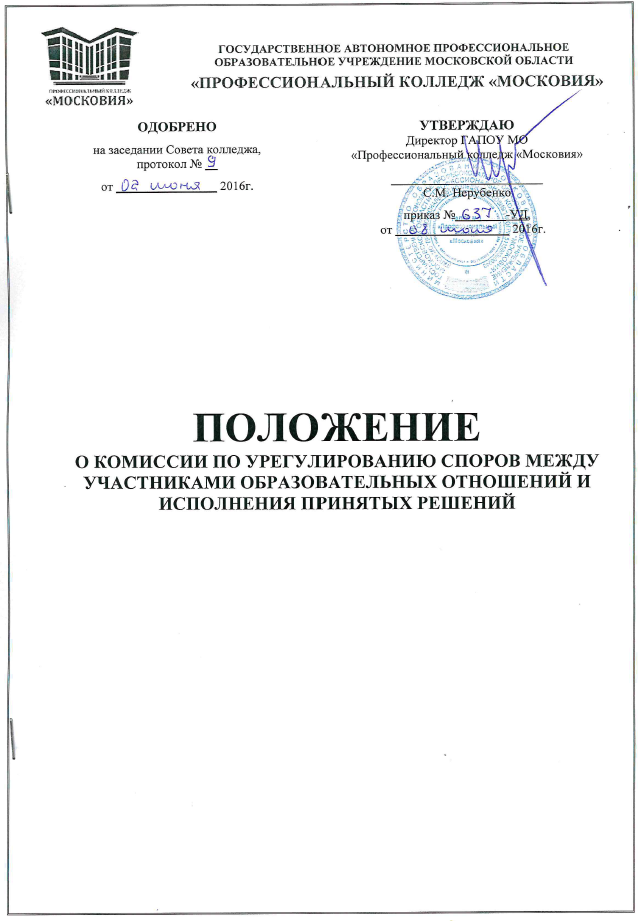 ГОСУДАРСТВЕННОЕ АВТОНОМНОЕ ПРОФЕССИОНАЛЬНОЕ
ОБРАЗОВАТЕЛЬНОЕ УЧРЕЖДЕНИЕ МОСКОВСКОЙ ОБЛАСТИ
«ПРОФЕССИОНАЛЬНЫЙ КОЛЛЕДЖ «МОСКОВИЯ»
ПРОФЕССИОНАЛЬНЫЙ КОЛЛЕДЖ
«МОСКОВИЯ»
ОДОБРЕНО
на заседании Совета колледжа,
протокол № 9
от 02 июня 2016г.
УТВЕРЖДАЮ
Директор ГАПОУ МО
«Профессиональный колледж «Московия»
С.М. Нерубенко
приказ № 637 -УД,
от 08 июня 2016г.
«Московия»
ПОЛОЖЕНИЕ
О КОМИССИИ ПО УРЕГУЛИРОВАНИЮ СПОРОВ МЕЖДУ
УЧАСТНИКАМИ ОБРАЗОВАТЕЛЬНЫХ ОТНОШЕНИЙ И
ИСПОЛНЕНИЯ ПРИНЯТЫХ РЕШЕНИЙ